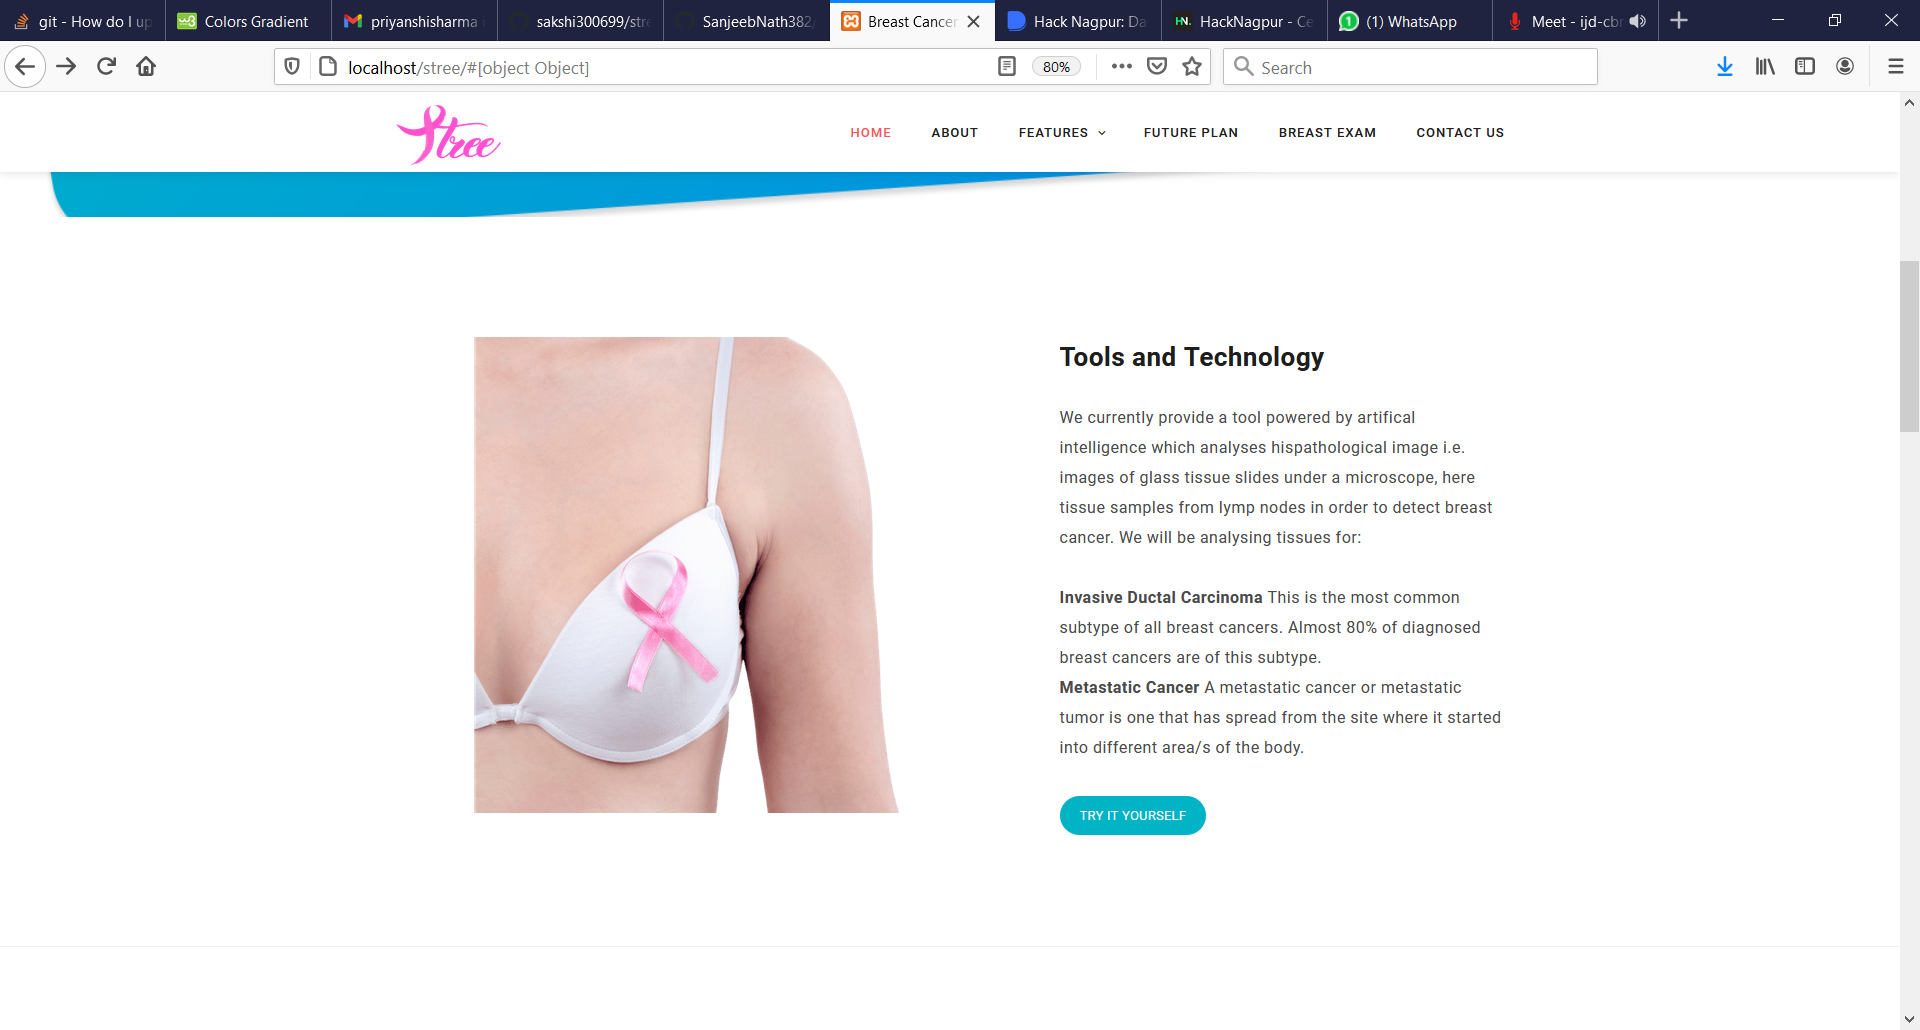 git - How do I up
Colors Gradient
priyanshisharma
sakshi300699/stre
SanjeebNath382/
Breast Cancer
Hack Nagpur: Da
HackNagpur - Ce
(1) WhatsApp
Meet - ijd-cbr
localhost/stree/#[object Object]
80%
Search
Stree
HOME
ABOUT
FEATURES
FUTURE PLAN
BREAST EXAM
CONTACT US
Tools and Technology
We currently provide a tool powered by artifical
intelligence which analyses hispathological image i.e.
images of glass tissue slides under a microscope, here
tissue samples from lymp nodes in order to detect breast
cancer. We will be analysing tissues for:
Invasive Ductal Carcinoma This is the most common
subtype of all breast cancers. Almost 80% of diagnosed
breast cancers are of this subtype.
Metastatic Cancer A metastatic cancer or metastatic
tumor is one that has spread from the site where it started
into different area/s of the body.
TRY IT YOURSELF